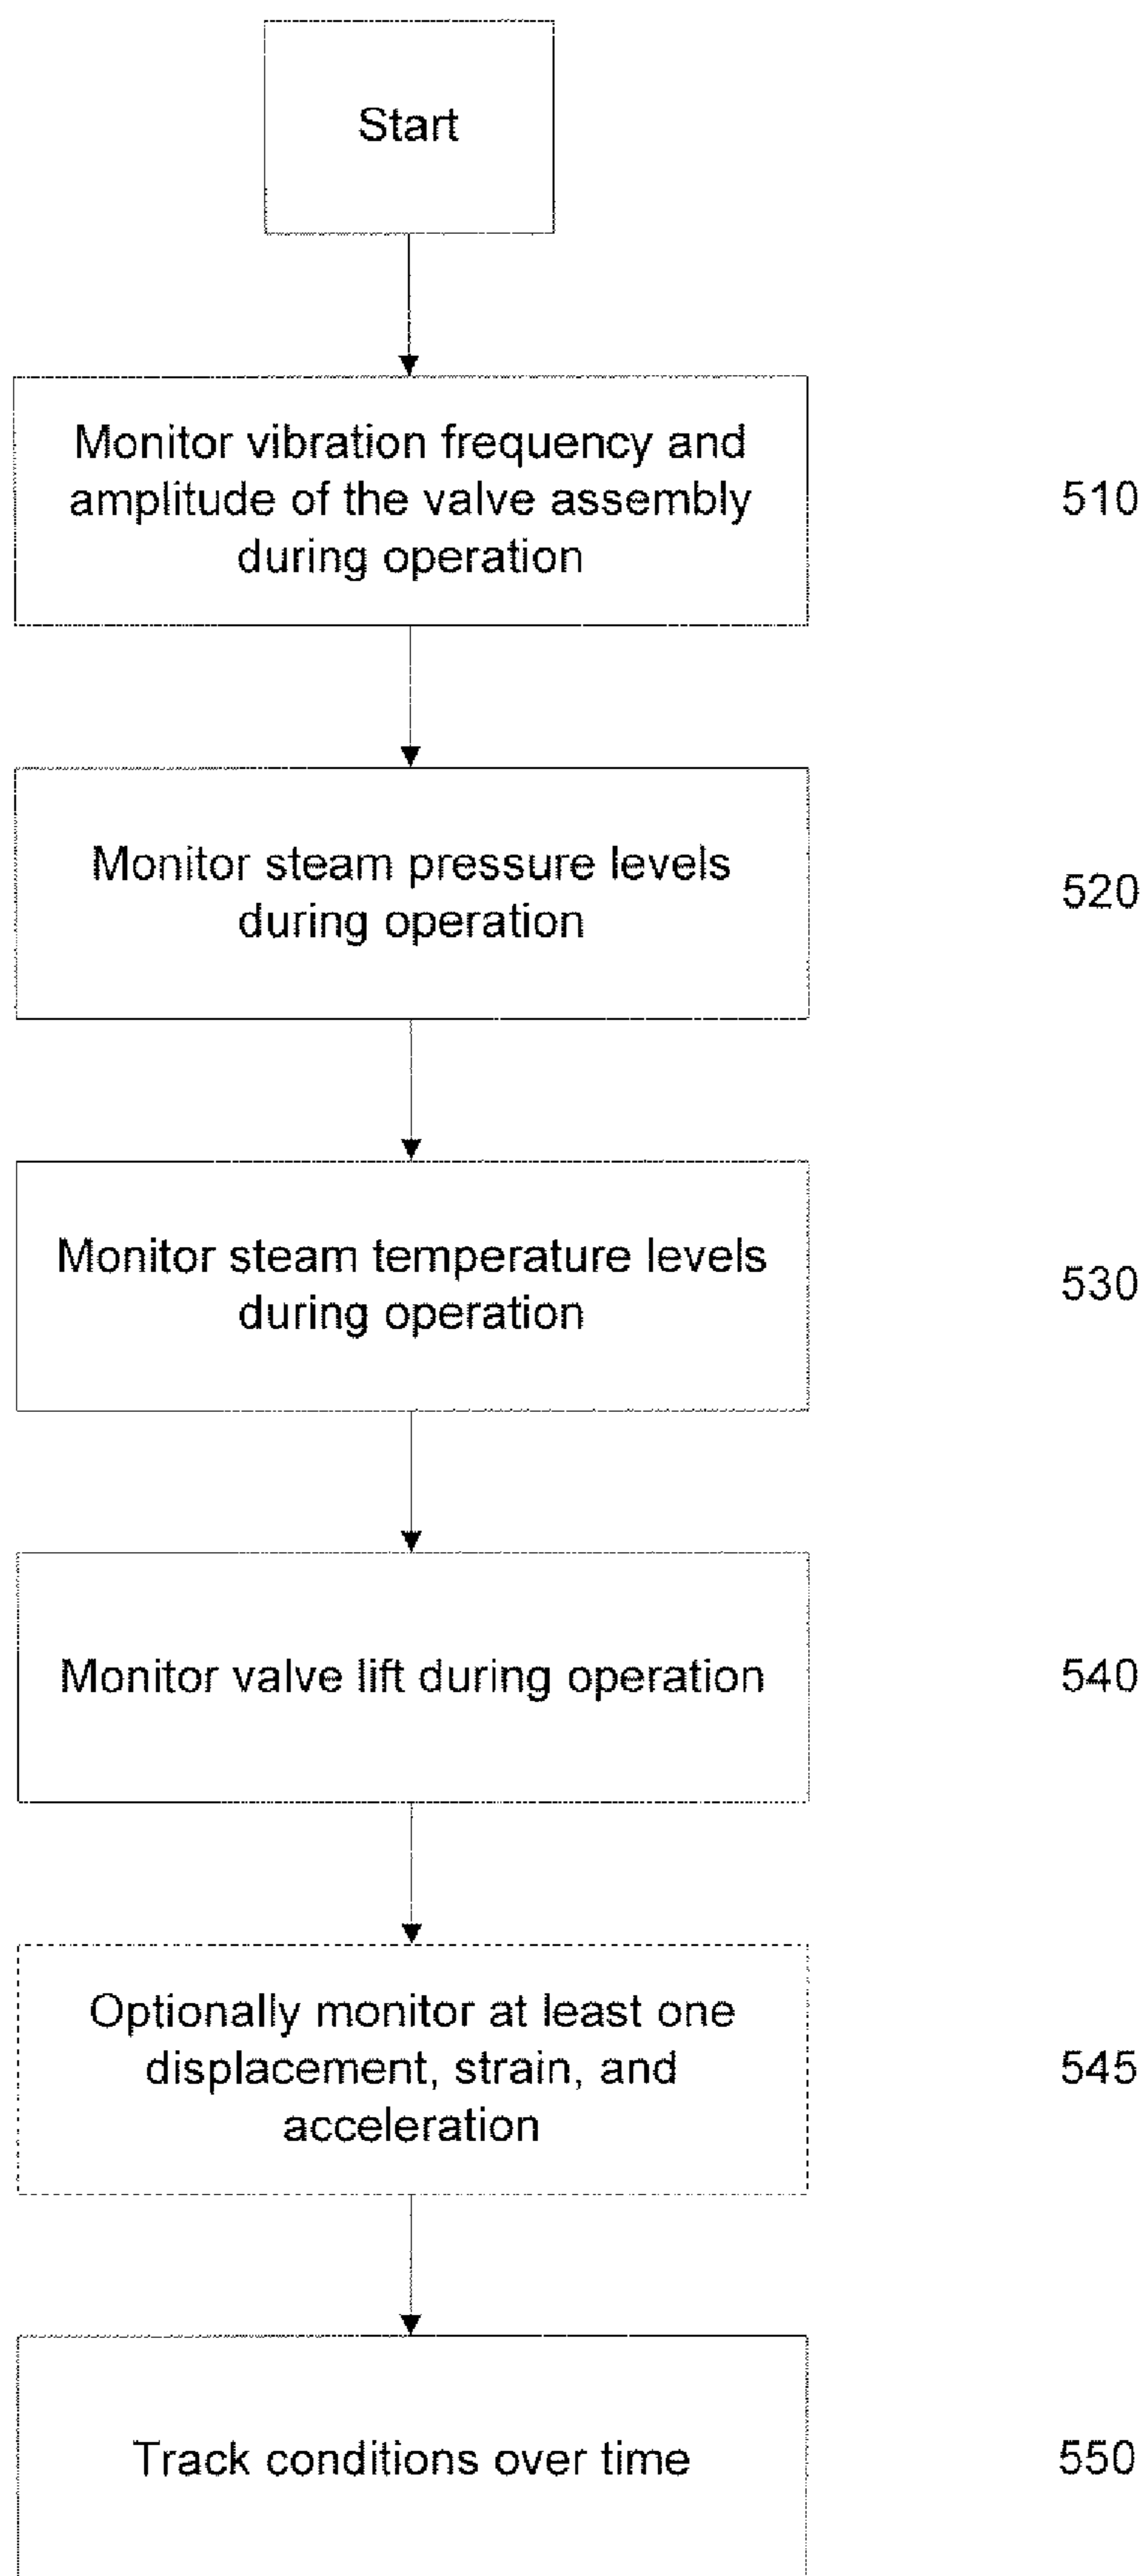 Start
Monitor vibration frequency and
amplitude of the valve assembly
during operation
510
Monitor steam pressure levels
during operation
520
Monitor steam temperature levels
during operation
530
Monitor valve lift during operation
540
Optionally monitor at least one
displacement, strain, and
acceleration
545
Track conditions over time
550